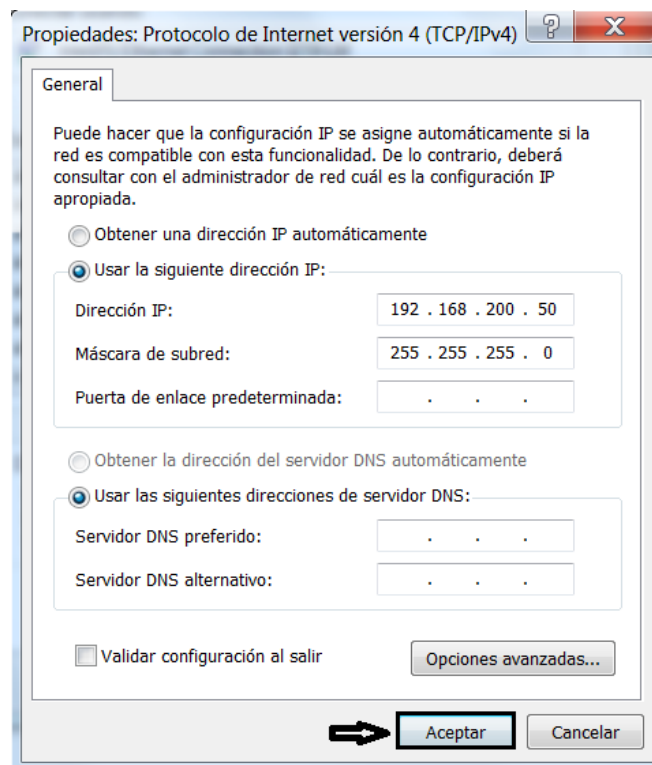 Propiedades: Protocolo de Internet versión 4 (TCP/IPv4)
General
Puede hacer que la configuración IP se asigne automáticamente si la
red es compatible con esta funcionalidad. De lo contrario, deberá
consultar con el administrador de red cuál es la configuración IP
apropiada.
Obtener una dirección IP automáticamente
Usar la siguiente dirección IP:
Dirección IP: 192 . 168 . 200 . 50
Máscara de subred: 255 . 255 . 255 . 0
Puerta de enlace predeterminada: . . .
Obtener la dirección del servidor DNS automáticamente
Usar las siguientes direcciones de servidor DNS:
Servidor DNS preferido: . . .
Servidor DNS alternativo: . . .
Validar configuración al salir Opciones avanzadas...
Aceptar Cancelar